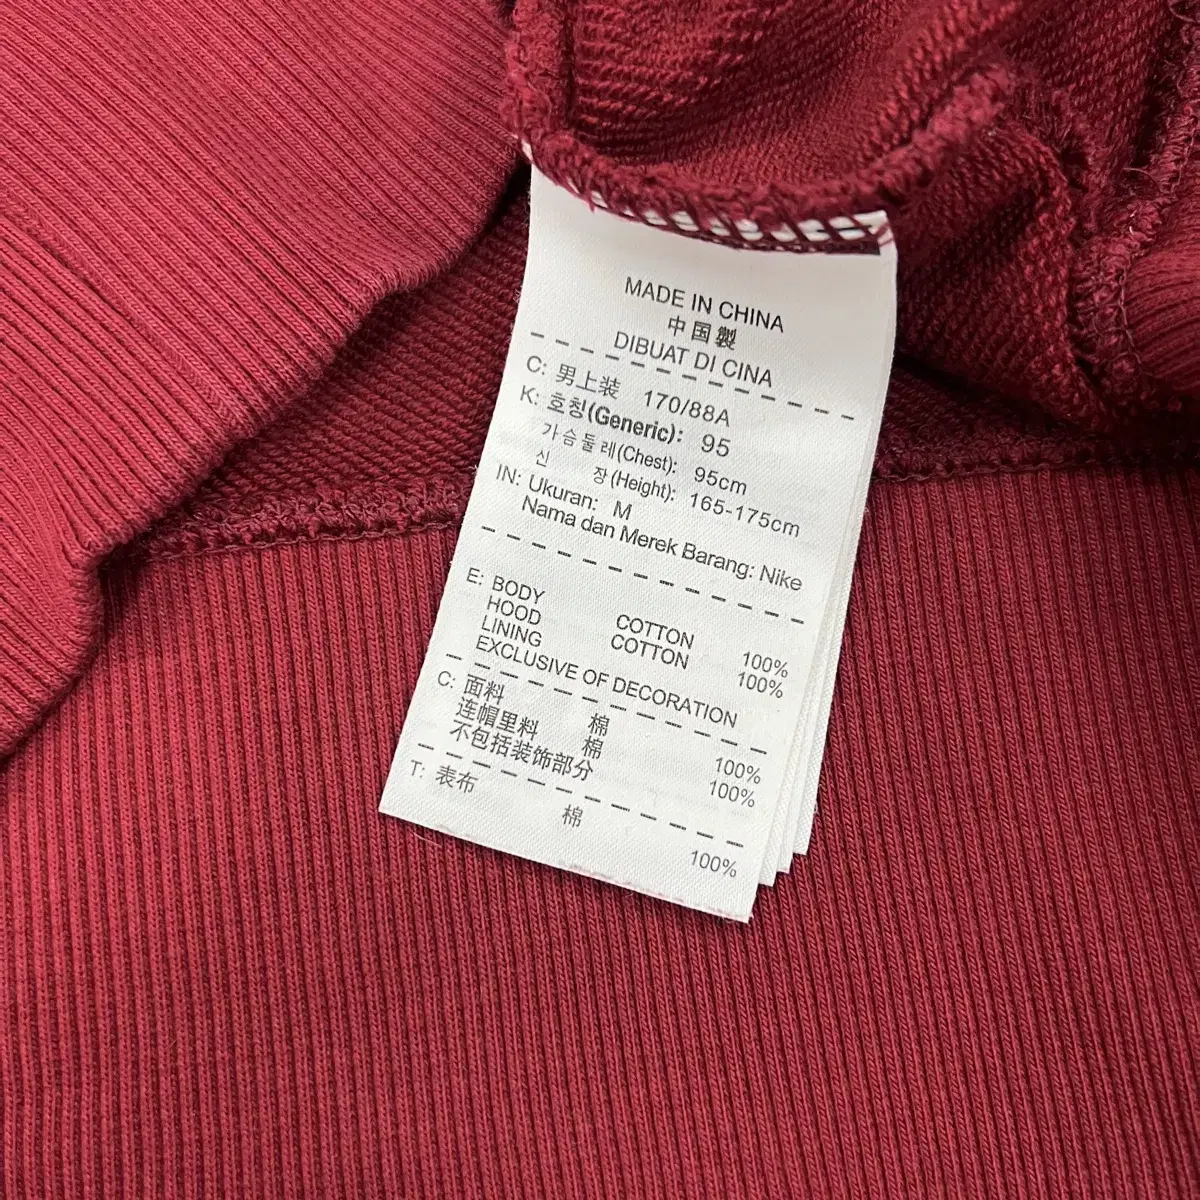 MADE IN CHINA
中国製
DIBUAT DI CINA
C: 男上装 170/88A
K: 호칭(Generic): 95
가슴둘레(Chest): 95cm
신 장(Height): 165-175cm
IN: Ukuran: M
Nama dan Merek Barang: Nike
E: BODY COTTON 100%
HOOD LINING COTTON 100%
EXCLUSIVE OF DECORATION
C: 面料 棉 100%
连帽里料 棉 100%
不包括装饰部分
T: 表布 棉 100%